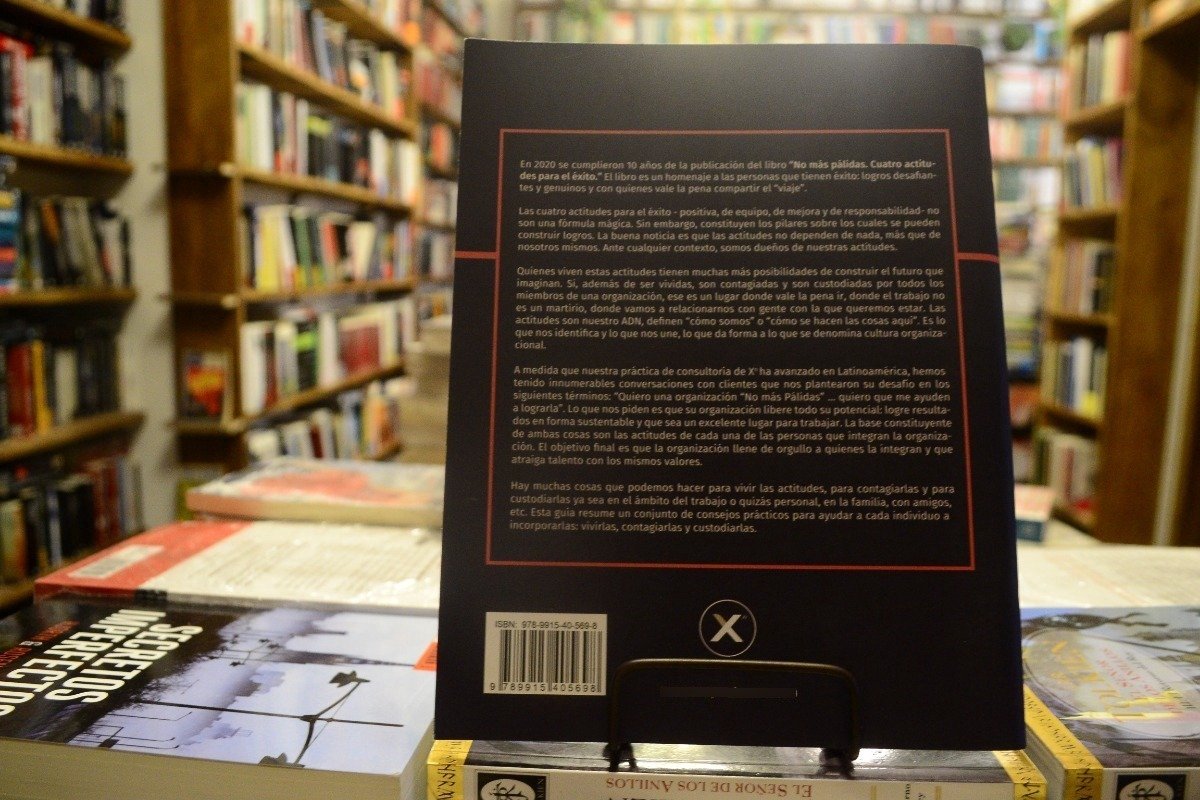 En 2020 se cumplieron 10 años de la publicación del libro "No más pálidas. Cuatro actitu-
des para el éxito." El libro es un homenaje a las personas que tienen éxito: logros desafian-
tes y genuinos y con quienes vale la pena compartir el "viaje".
Las cuatro actitudes para el éxito - positiva, de equipo, de mejora y de responsabilidad- no
son una fórmula mágica. Sin embargo, constituyen los pilares sobre los cuales se pueden
construir logros. La buena noticia es que las actitudes no dependen de nada, más que de
nosotros mismos. Ante cualquier contexto, somos dueños de nuestras actitudes.
Quienes viven estas actitudes tienen muchas más posibilidades de construir el futuro que
imaginan. Si, además de ser vividas, son contagiadas y son custodiadas por todos los
miembros de una organización, ese es un lugar donde vale la pena ir, donde el trabajo no
es un martirio, donde vamos a relacionarnos con gente con la que queremos estar. Las
actitudes son nuestro ADN, definen "cómo somos" o "cómo se hacen las cosas aquí". Es lo
que nos identifica y lo que nos une, lo que da forma a lo que se denomina cultura organiza-
cional.
A medida que nuestra práctica de consultoría de X® ha avanzado en Latinoamérica, hemos
tenido innumerables conversaciones con clientes que nos plantearon su desafío en los
siguientes términos: "Quiero una organización "No más Pálidas" ... quiero que me ayuden
a lograrla". Lo que nos piden es que su organización libere todo su potencial: logre resulta-
dos en forma sustentable y que sea un excelente lugar para trabajar. La base constituyente
de ambas cosas son las actitudes de cada una de las personas que integran la organiza-
ción. El objetivo final es que la organización llene de orgullo a quienes la integran y que
atraiga talento con los mismos valores.
Hay muchas cosas que podemos hacer para vivir las actitudes, para contagiarlas y para
custodiarlas ya sea en el ámbito del trabajo o quizás personal, en la familia, con amigos,
etc. Esta guía resume un conjunto de consejos prácticos para ayudar a cada individuo a
incorporarlas: vivirlas, contagiarlas y custodiarlas.
ISBN: 978-9915-40-569-8
9 789915 405698
X
SECRETOS
IMPERFECTOS
EL SEÑOR DE LOS ANILLOS